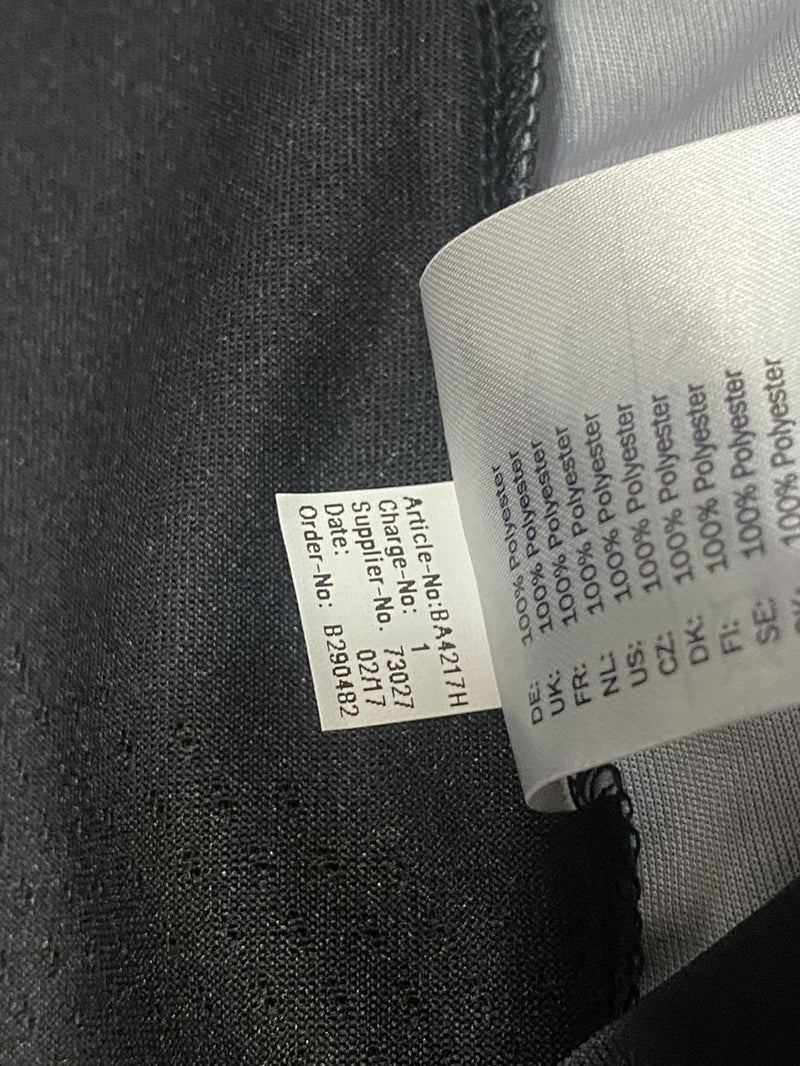 Article-No:BA4217H
Charge-No: 1
Supplier-No. 73027
Date: 02/17
Order-No: B290482
DE: 100% Polyester
UK: 100% Polyester
FR: 100% Polyester
NL: 100% Polyester
US: 100% Polyester
CZ: 100% Polyester
DK: 100% Polyester
FI: 100% Polyester
SE: 100% Polyester
100% Polyester